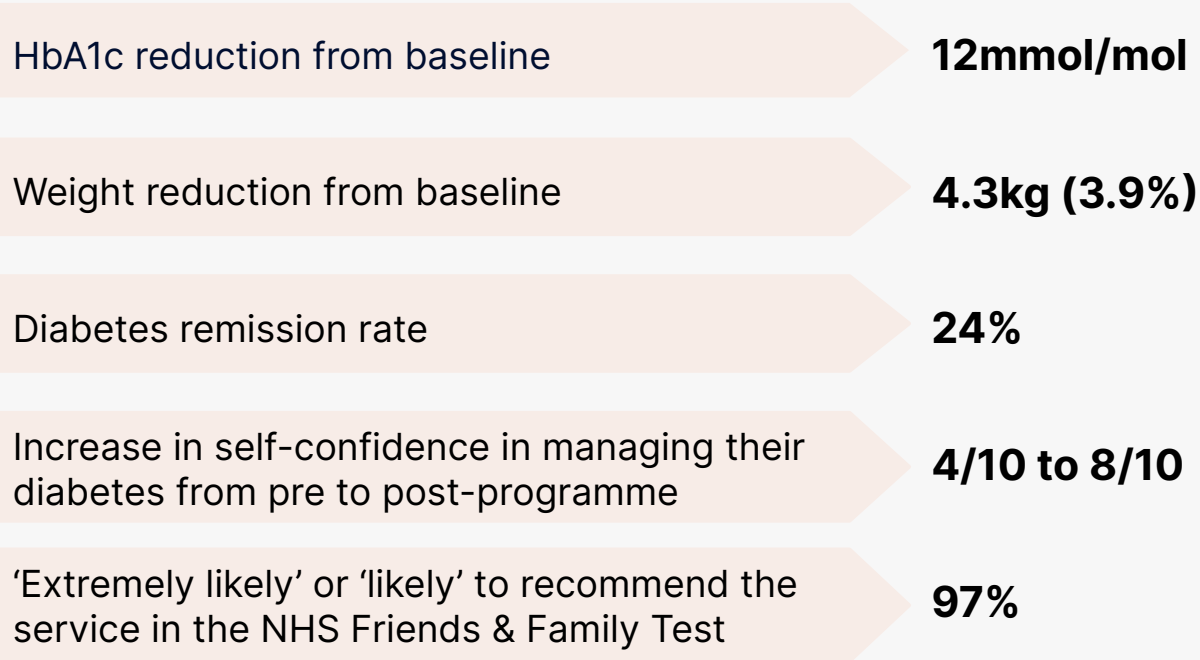 HbA1c reduction from baseline
12mmol/mol
Weight reduction from baseline
4.3kg (3.9%)
Diabetes remission rate
24%
Increase in self-confidence in managing their
diabetes from pre to post-programme
4/10 to 8/10
‘Extremely likely’ or ‘likely’ to recommend the
service in the NHS Friends & Family Test
97%